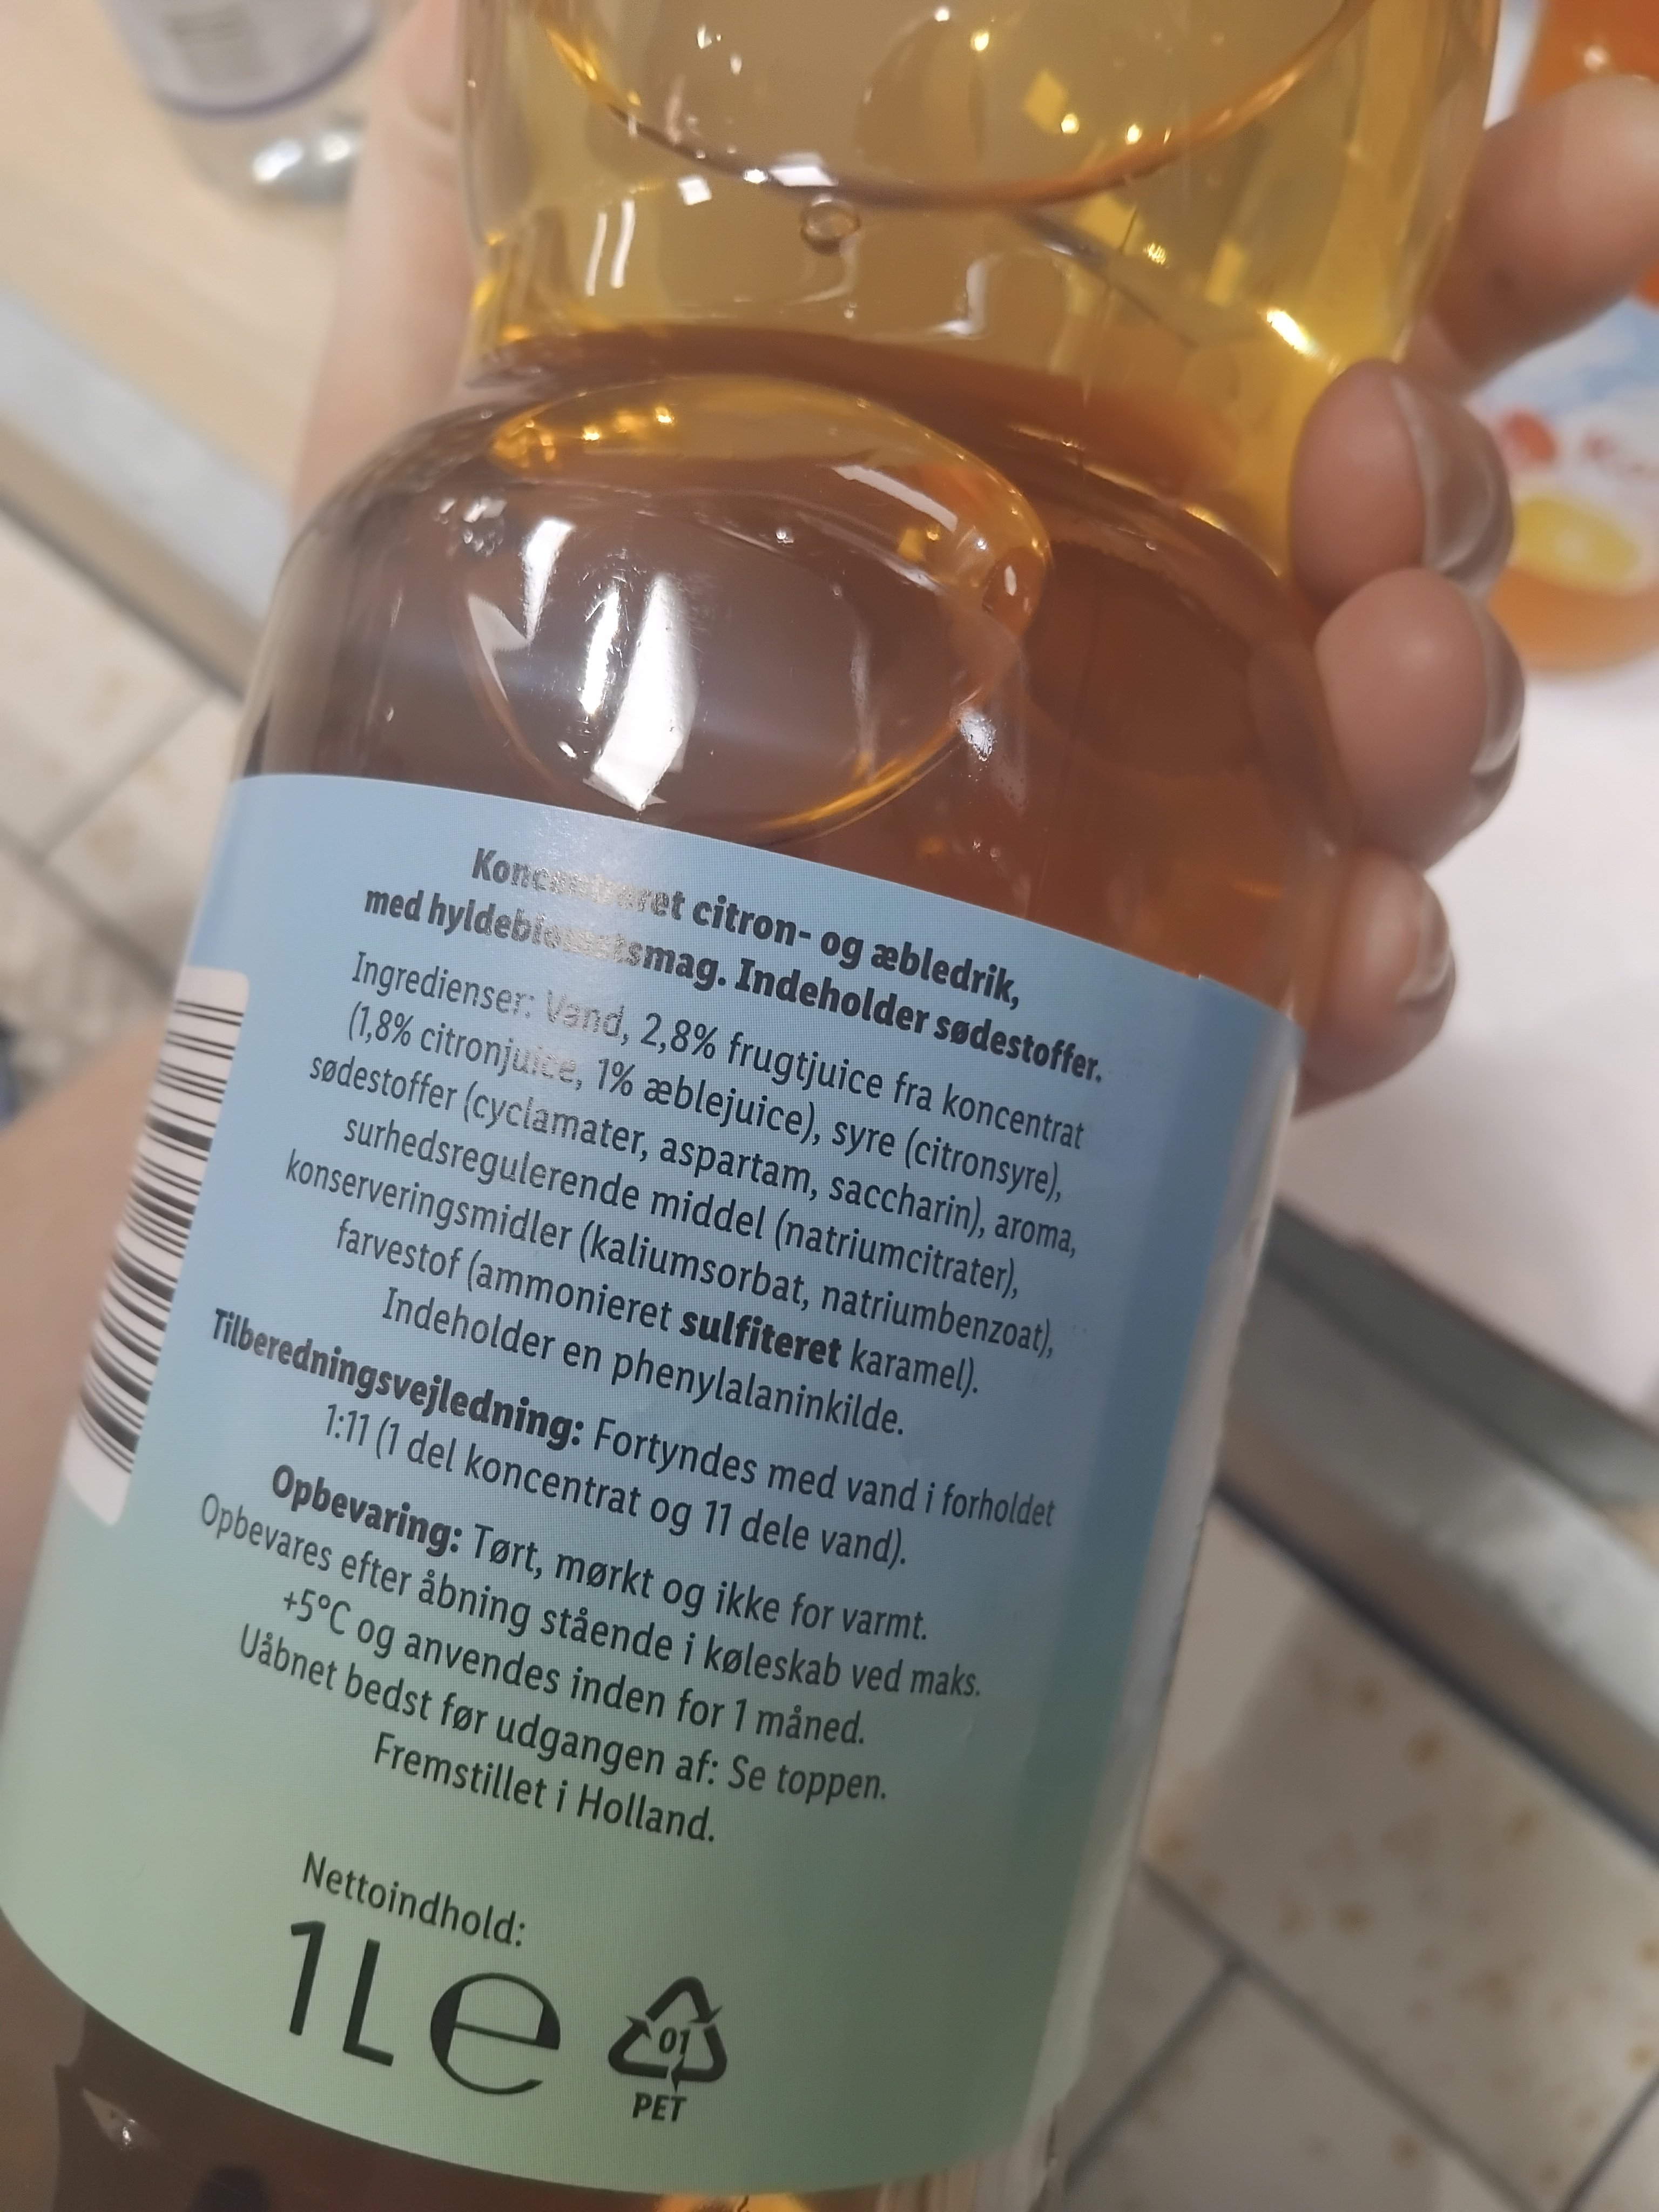 Koncentreret citron- og æbledrik,
med hyldeblomstsmag. Indeholder sødestoffer.
Ingredienser: Vand, 2,8% frugtjuice fra koncentrat
(1,8% citronjuice, 1% æblejuice), syre (citronsyre),
sødestoffer (cyclamater, aspartam, saccharin), aroma,
surhedsregulerende middel (natriumcitrater),
konserveringsmidler (kaliumsorbat, natriumbenzoat),
farvestof (ammonieret sulfiteret karamel).
Indeholder en phenylalaninkilde.
Tilberedningsvejledning: Fortyndes med vand i forholdet
1:11 (1 del koncentrat og 11 dele vand).
Opbevaring: Tørt, mørkt og ikke for varmt.
Opbevares efter åbning stående i køleskab ved maks.
+5°C og anvendes inden for 1 måned.
Uåbnet bedst før udgangen af: Se toppen.
Fremstillet i Holland.
Nettoindhold:
1L e
01
PET